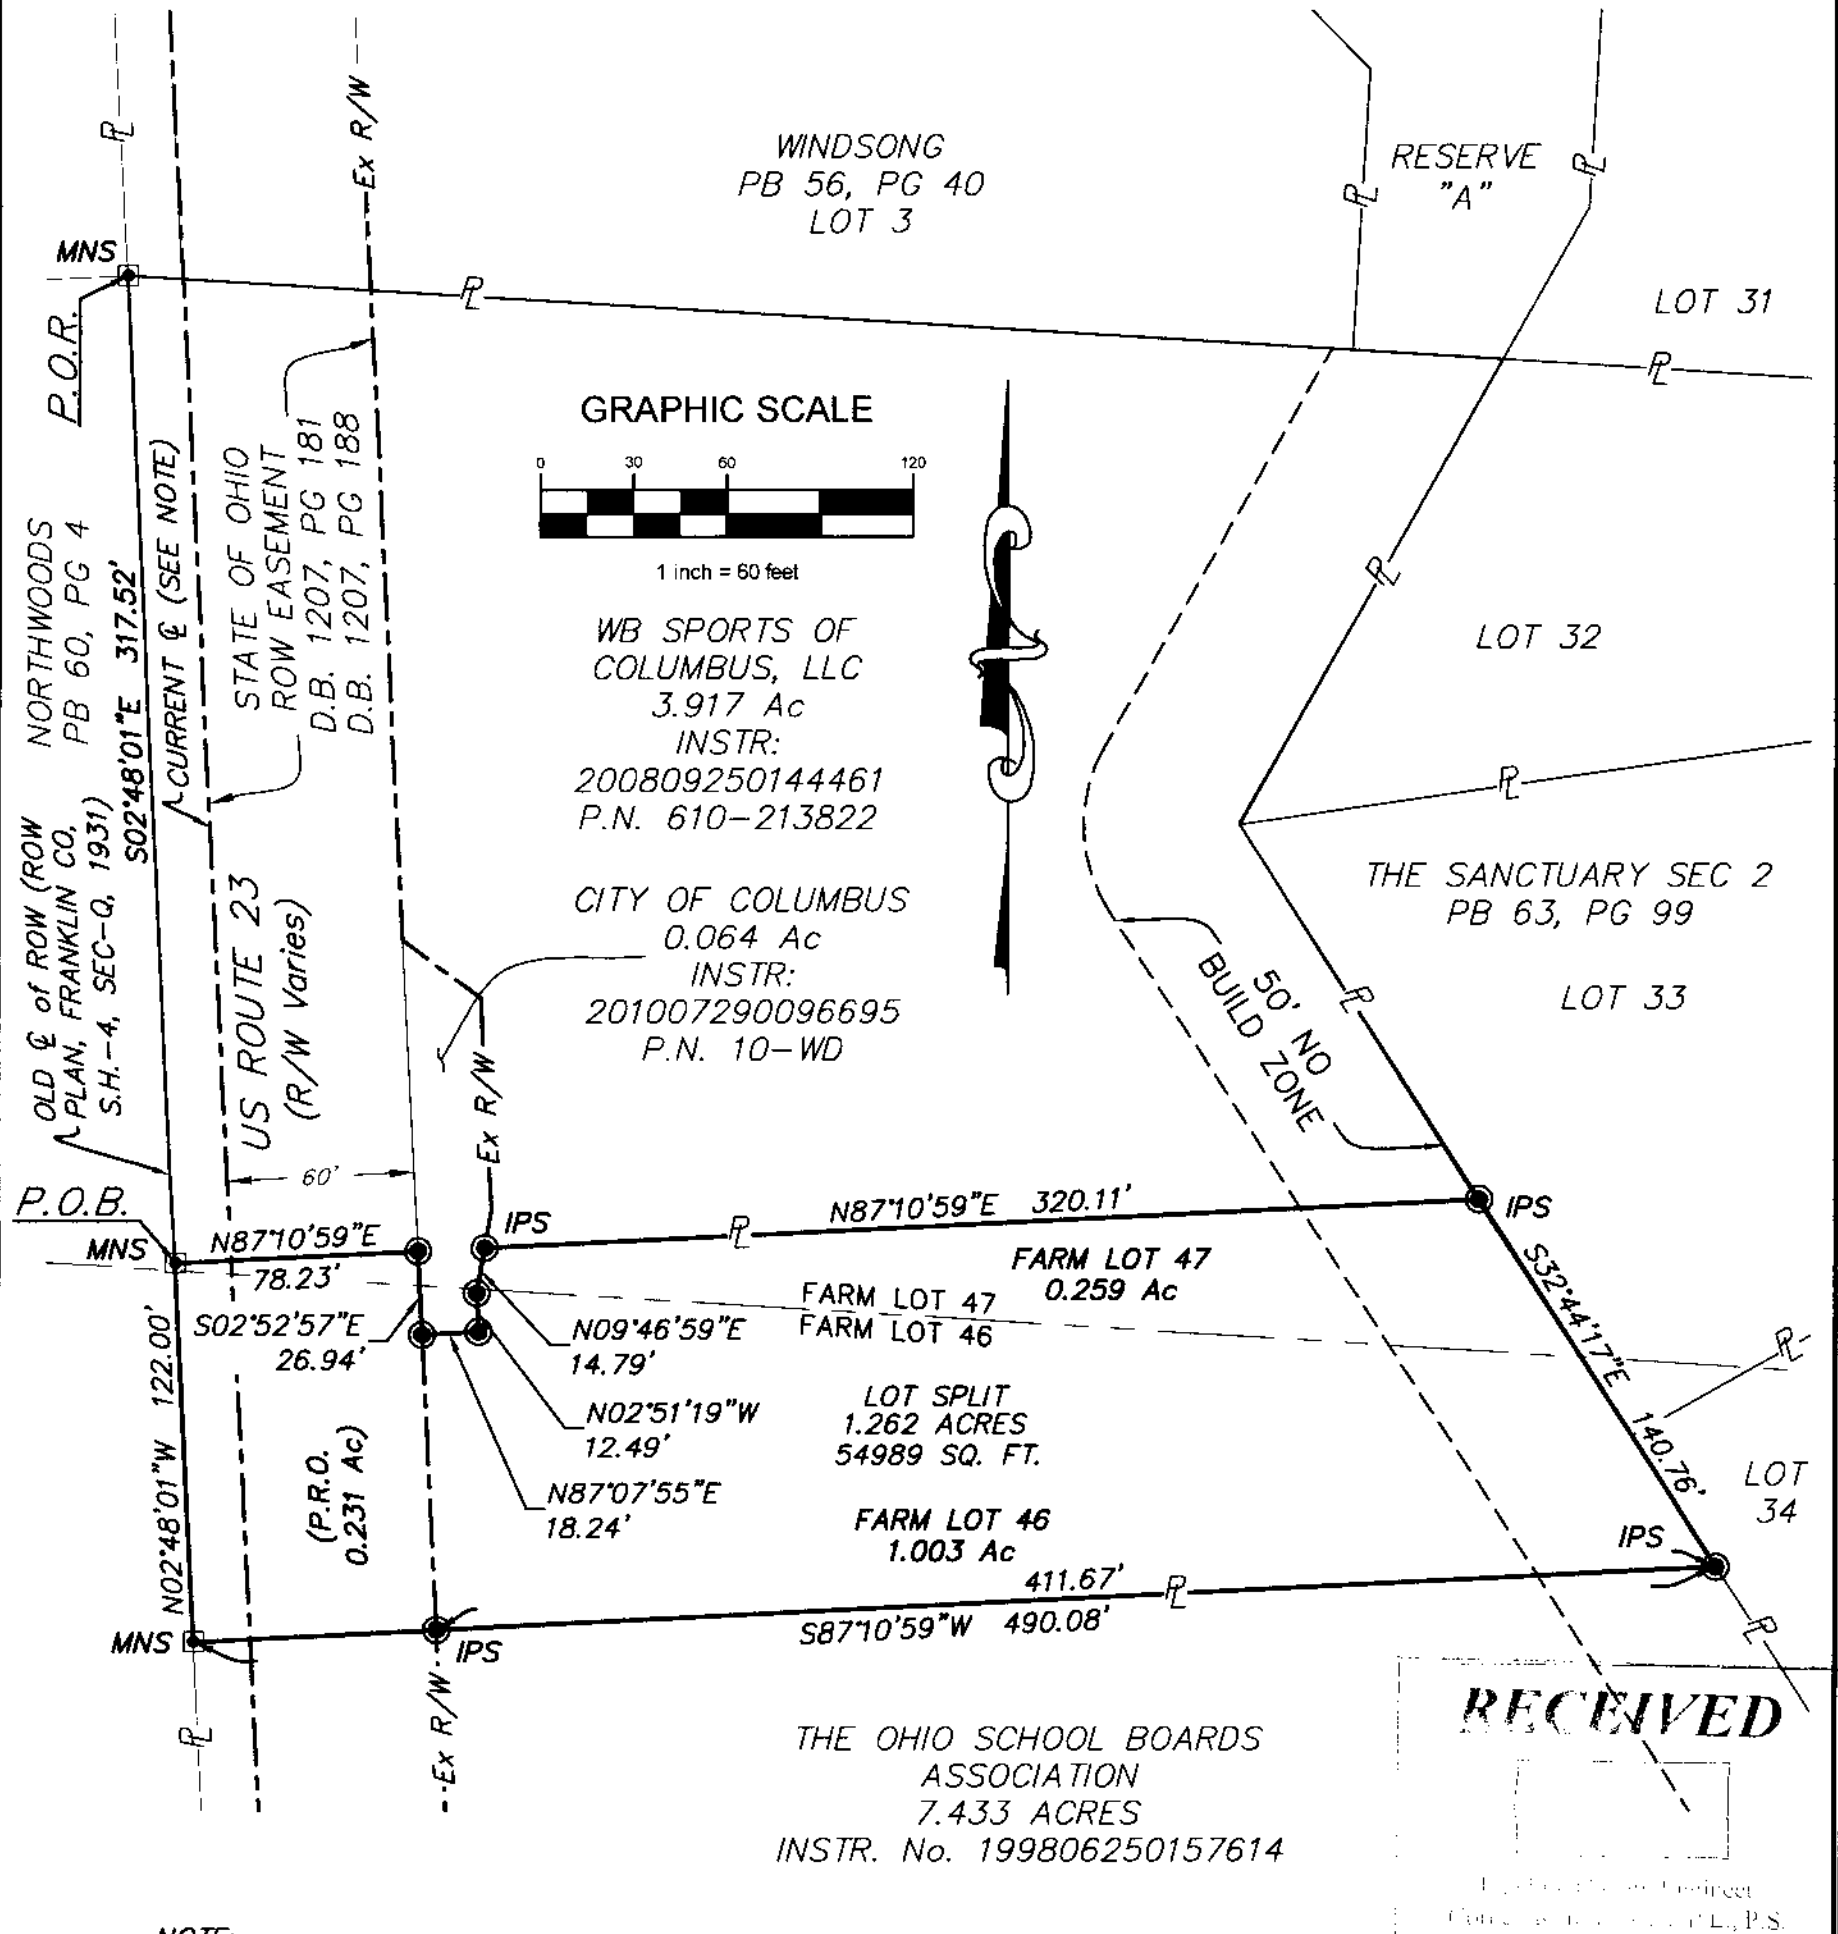 Ex R/W
WINDSONG
PB 56, PG 40
LOT 3
RESERVE
"A"
MNS
P.O.R.
LOT 31
GRAPHIC SCALE
0 30 60 120
1 inch = 60 feet
NORTHWOODS
PB 60, PG 4
S02°48'01"E 317.52'
CURRENT ℄ (SEE NOTE)
STATE OF OHIO
ROW EASEMENT
D.B. 1207, PG 181
D.B. 1207, PG 188
WB SPORTS OF
COLUMBUS, LLC
3.917 Ac
INSTR:
200809250144461
P.N. 610-213822
LOT 32
OLD ℄ of ROW (ROW
PLAN, FRANKLIN CO,
S.H.-4, SEC-Q, 1931)
US ROUTE 23
(R/W Varies)
CITY OF COLUMBUS
0.064 Ac
INSTR:
201007290096695
P.N. 10-WD
THE SANCTUARY SEC 2
PB 63, PG 99
LOT 33
50' NO
BUILD ZONE
Ex R/W
60'
P.O.B.
MNS
N87°10'59"E
78.23'
IPS
N87°10'59"E 320.11'
IPS
FARM LOT 47
0.259 Ac
FARM LOT 47
FARM LOT 46
S02°52'57"E
26.94'
N09°46'59"E
14.79'
N02°51'19"W
12.49'
N87°07'55"E
18.24'
S32°44'17"E
140.76'
N02°48'01"W 122.00'
(P.R.O.
0.231 Ac)
LOT SPLIT
1.262 ACRES
54989 SQ. FT.
FARM LOT 46
1.003 Ac
LOT
34
IPS
411.67'
S87°10'59"W 490.08'
MNS
IPS
Ex R/W
THE OHIO SCHOOL BOARDS
ASSOCIATION
7.433 ACRES
INSTR. No. 199806250157614
RECEIVED
P.S.
NOTE: